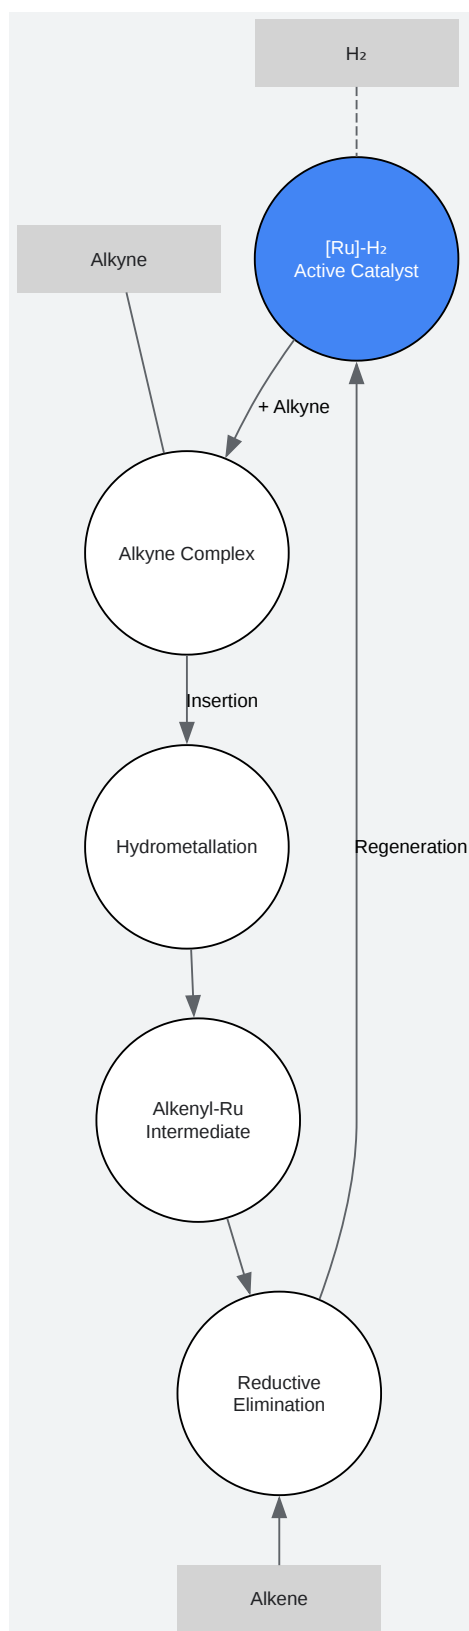 H₂
[Ru]-H₂
Active Catalyst
Alkyne
+ Alkyne
Alkyne Complex
Insertion
Hydrometallation
Regeneration
Alkenyl-Ru
Intermediate
Reductive
Elimination
Alkene